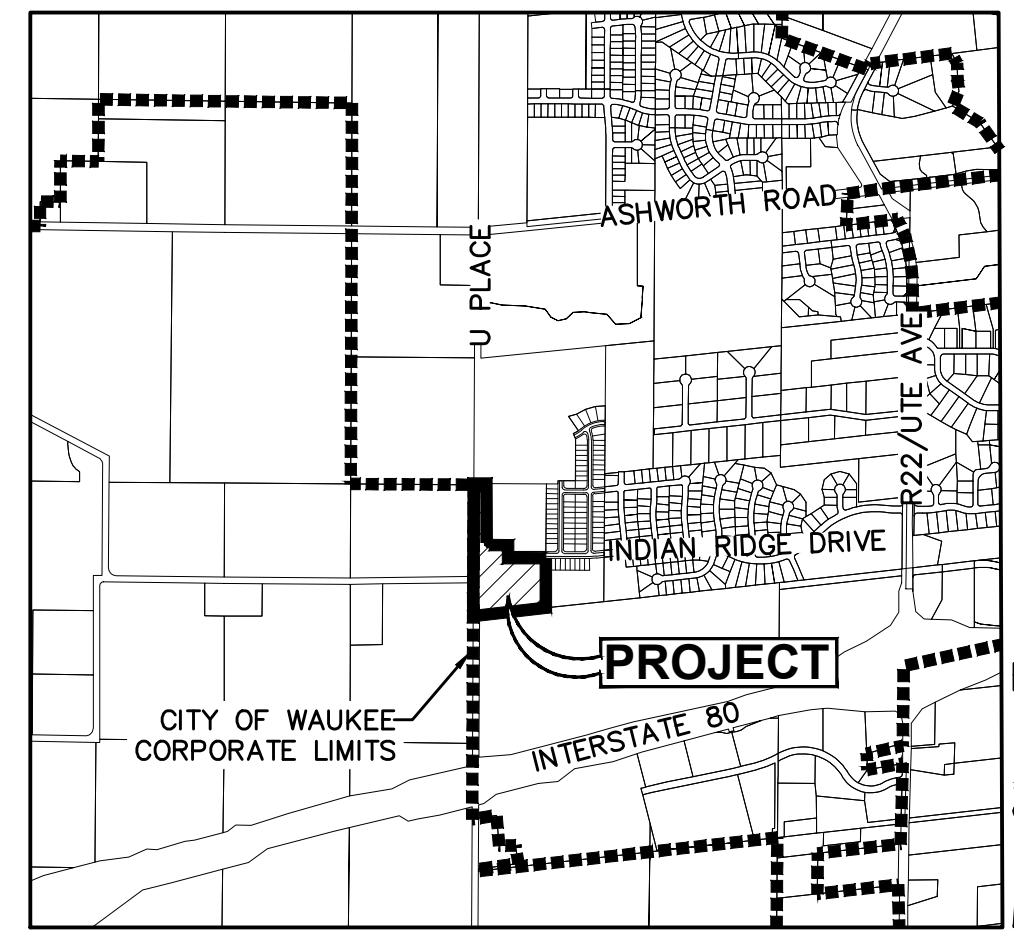 ASHWORTH ROAD
U PLACE
R22/UTE AVE
INDIAN RIDGE DRIVE
PROJECT
CITY OF WAUKEE
CORPORATE LIMITS
INTERSTATE 80